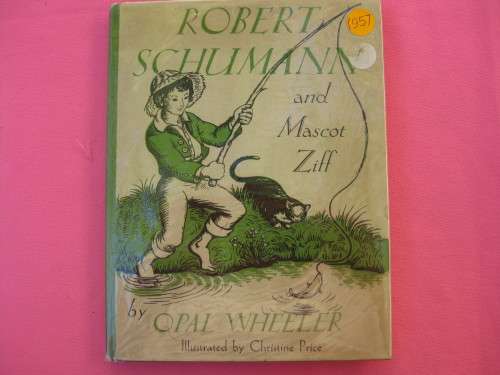 ROBERT
SCHUMANN
and
Mascot
Ziff
by
OPAL WHEELER
Illustrated by Christine Price
1957